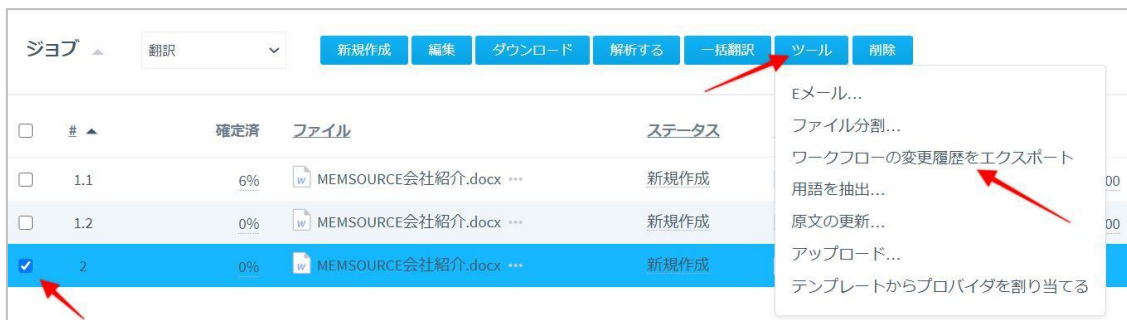 ジョブ
翻訳
新規作成 編集 ダウンロード 解析する 一括翻訳 ツール 削除
Eメール...
ファイル分割...
ワークフローの変更履歴をエクスポート
用語を抽出...
原文の更新...
アップロード...
テンプレートからプロバイダを割り当てる
# 確定済 ファイル ステータス
1.1 6% MEMSOURCE会社紹介.docx ... 新規作成 00
1.2 0% MEMSOURCE会社紹介.docx ... 新規作成 00
2 0% MEMSOURCE会社紹介.docx ... 新規作成